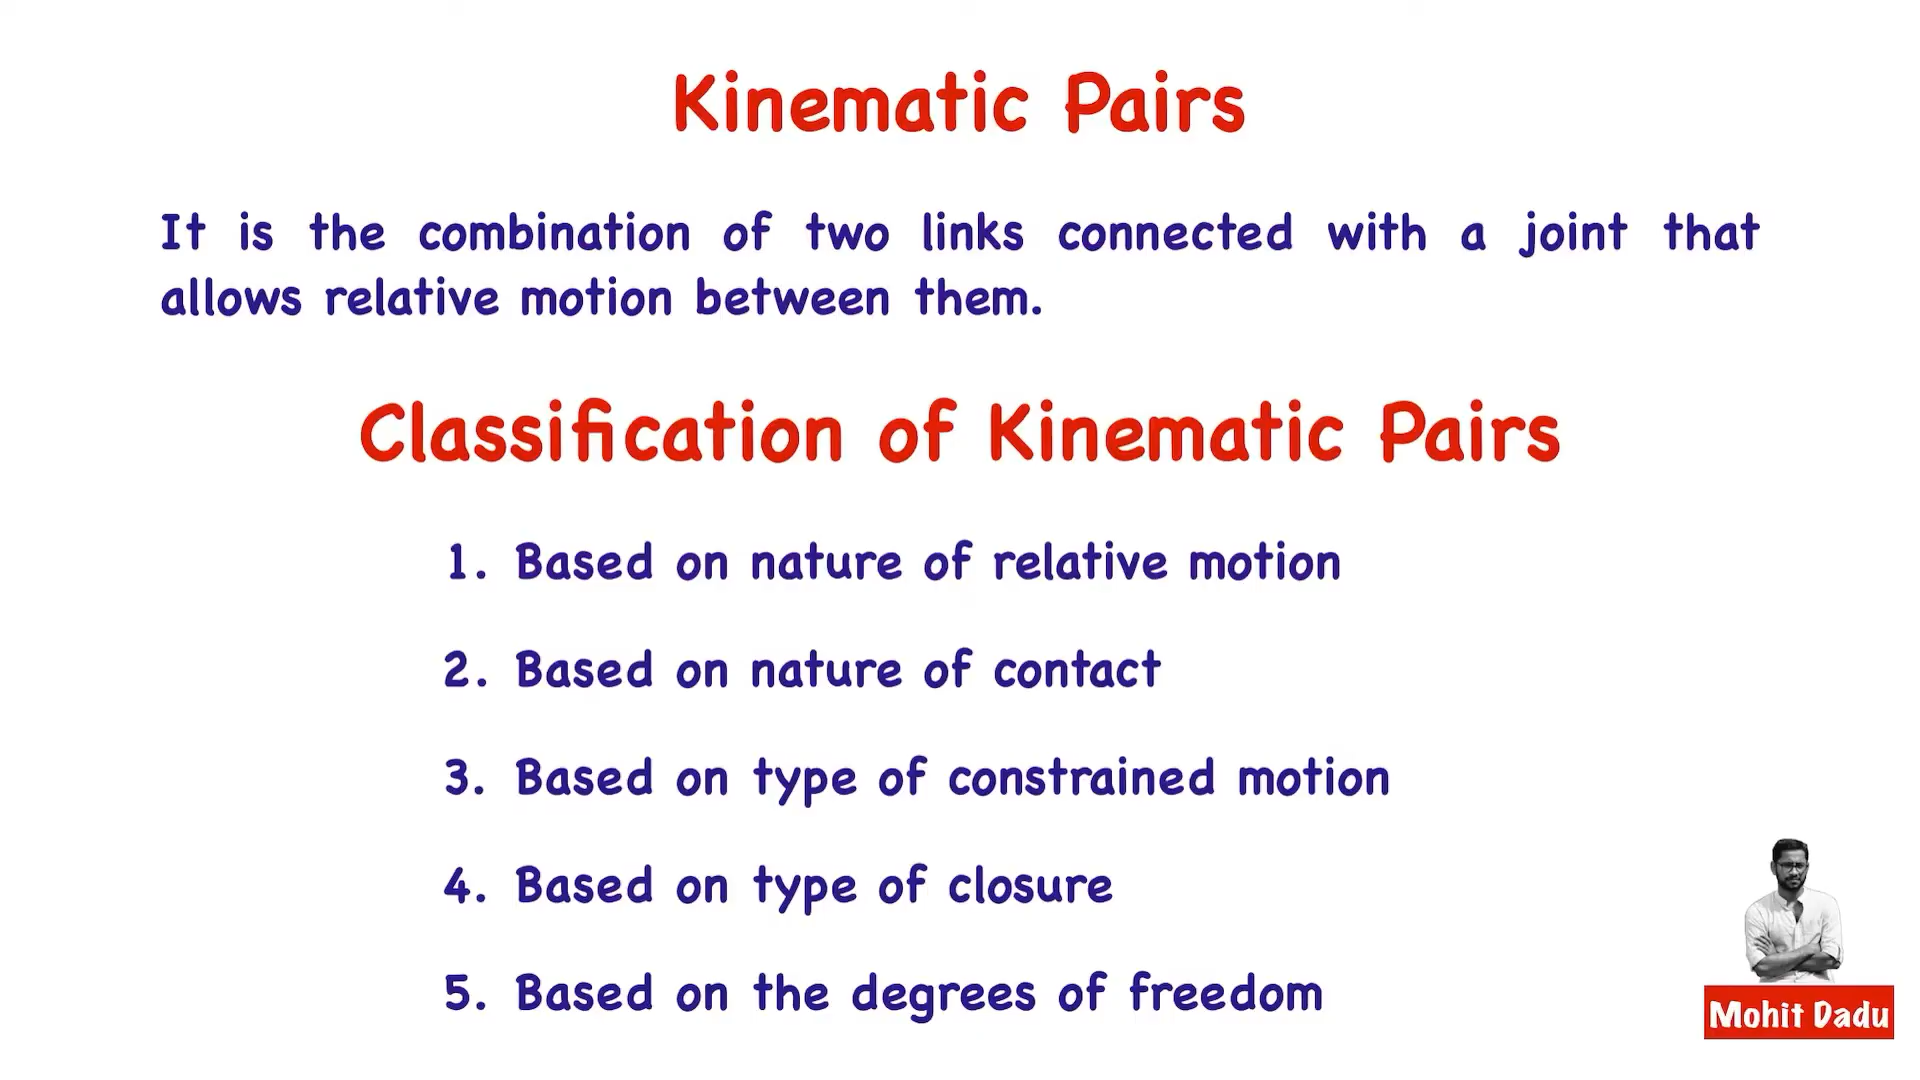 Kinematic Pairs
It is the combination of two links connected with a joint that
allows relative motion between them.
Classification of Kinematic Pairs
1. Based on nature of relative motion
2. Based on nature of contact
3. Based on type of constrained motion
4. Based on type of closure
5. Based on the degrees of freedom
Mohit Dadu